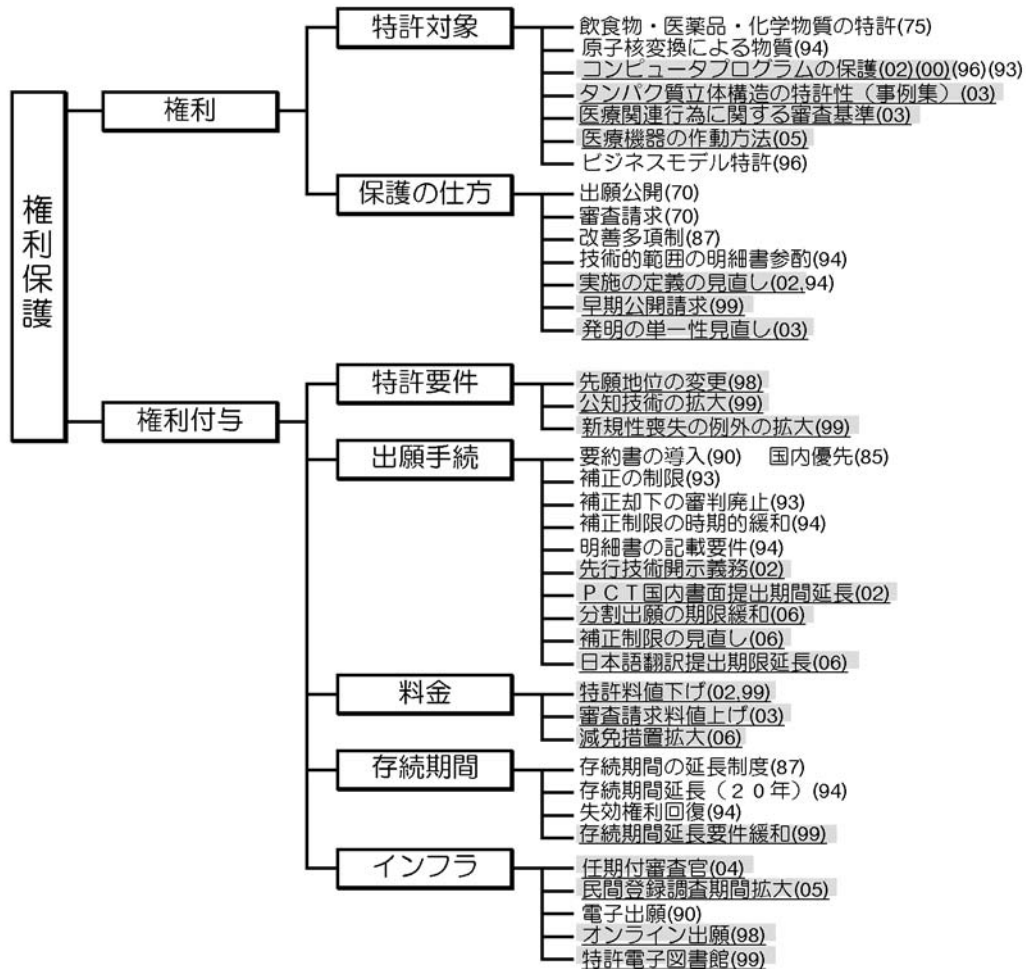 権利保護
権利
特許対象
飲食物・医薬品・化学物質の特許(75)
原子核変換による物質(94)
コンピュータプログラムの保護(02)(00)(96)(93)
タンパク質立体構造の特許性(事例集)(03)
医療関連行為に関する審査基準(03)
医療機器の作動方法(05)
ビジネスモデル特許(96)
保護の仕方
出願公開(70)
審査請求(70)
改善多項制(87)
技術的範囲の明細書参酌(94)
実施の定義の見直し(02,94)
早期公開請求(99)
発明の単一性見直し(03)
権利付与
特許要件
先願地位の変更(98)
公知技術の拡大(99)
新規性喪失の例外の拡大(99)
出願手続
要約書の導入(90) 国内優先(85)
補正の制限(93)
補正却下の審判廃止(93)
補正制限の時期的緩和(94)
明細書の記載要件(94)
先行技術開示義務(02)
PCT国内書面提出期間延長(02)
分割出願の期限緩和(06)
補正制限の見直し(06)
日本語翻訳提出期限延長(06)
料金
特許料値下げ(02,99)
審査請求料値上げ(03)
減免措置拡大(06)
存続期間
存続期間の延長制度(87)
存続期間延長(20年)(94)
失効権利回復(94)
存続期間延長要件緩和(99)
インフラ
任期付審査官(04)
民間登録調査期間拡大(05)
電子出願(90)
オンライン出願(98)
特許電子図書館(99)